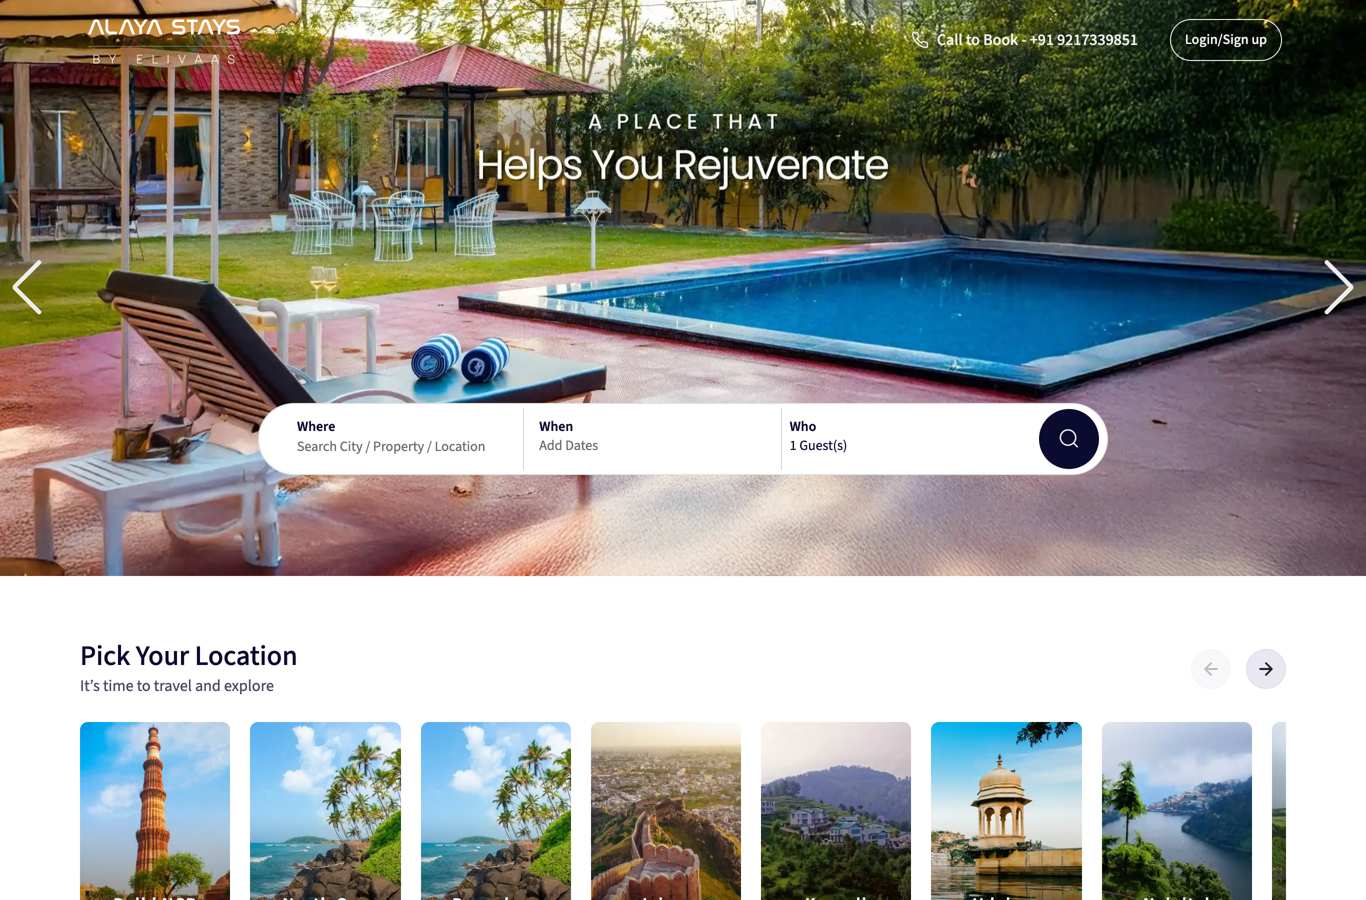 ALAYA STAYS
BY ELIVAAS
Call to Book - +91 9217339851
Login/Sign up
A PLACE THAT
Helps You Rejuvenate
Where
Search City / Property / Location
When
Add Dates
Who
1 Guest(s)
Pick Your Location
It's time to travel and explore